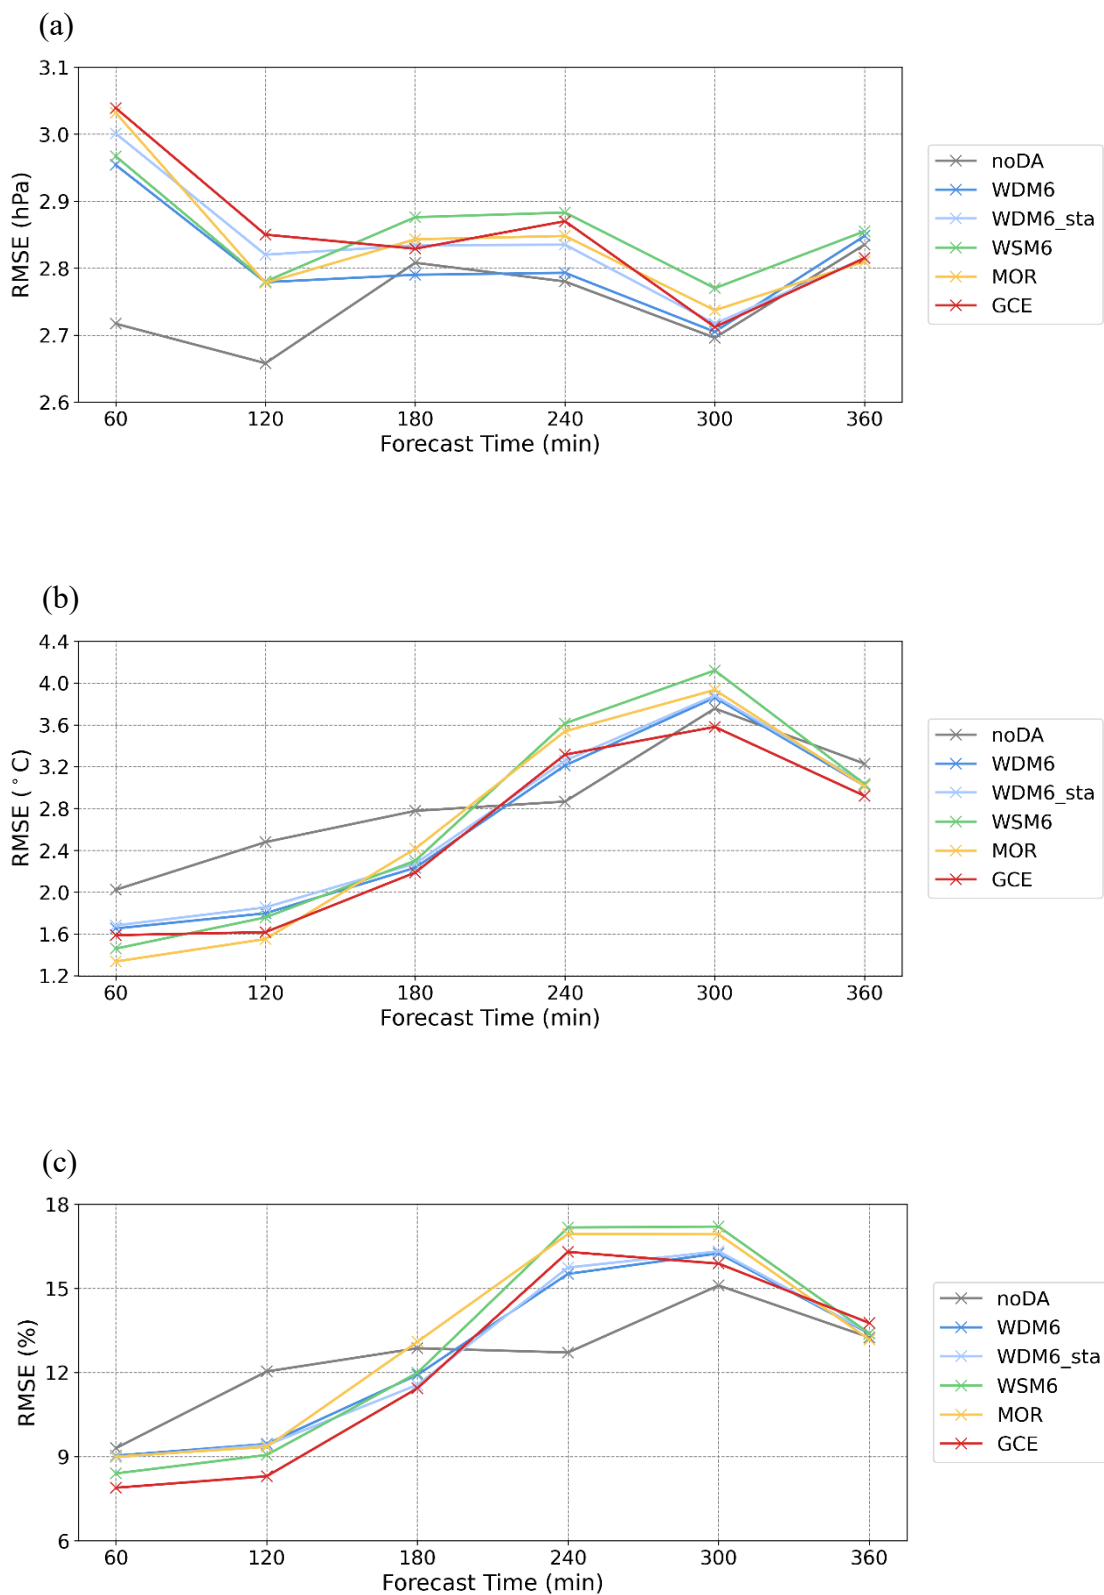 (a)
3.1
3.0
2.9
2.8
2.7
2.6
RMSE (hPa)
60 120 180 240 300 360
Forecast Time (min)
noDA
WDM6
WDM6_sta
WSM6
MOR
GCE
(b)
4.4
4.0
3.6
3.2
2.8
2.4
2.0
1.6
1.2
RMSE (°C)
60 120 180 240 300 360
Forecast Time (min)
noDA
WDM6
WDM6_sta
WSM6
MOR
GCE
(c)
18
15
12
9
6
RMSE (%)
60 120 180 240 300 360
Forecast Time (min)
noDA
WDM6
WDM6_sta
WSM6
MOR
GCE